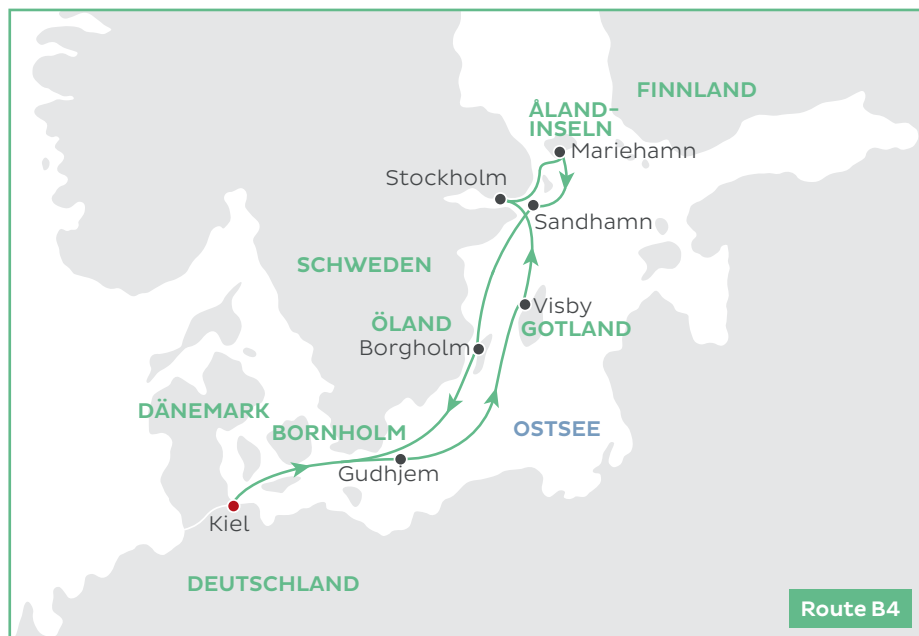 FINNLAND
ÅLAND-
INSELN
Mariehamn
Stockholm
Sandhamn
SCHWEDEN
Visby
GOTLAND
ÖLAND
Borgholm
DÄNEMARK
BORNHOLM
OSTSEE
Gudhjem
Kiel
DEUTSCHLAND
Route B4